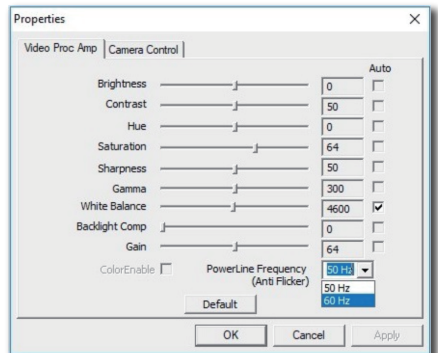 Properties
Video Proc Amp Camera Control
Auto
Brightness 0
Contrast 50
Hue 0
Saturation 64
Sharpness 50
Gamma 300
White Balance 4600
Backlight Comp 0
Gain 64
ColorEnable PowerLine Frequency 50 Hz
(Anti Flicker)
50 Hz
60 Hz
Default
OK Cancel Apply